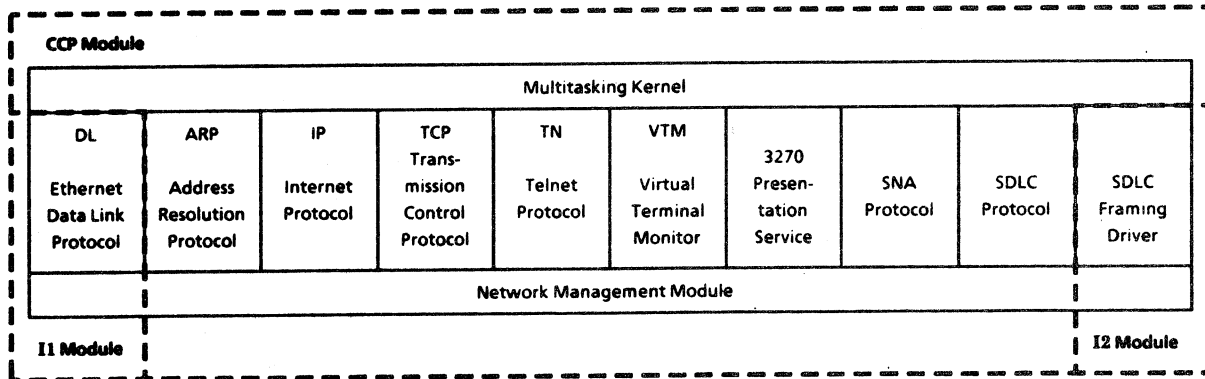 CCP Module
Multitasking Kernel
DL
Ethernet
Data Link
Protocol
ARP
Address
Resolution
Protocol
IP
Internet
Protocol
TCP
Trans-
mission
Control
Protocol
TN
Telnet
Protocol
VTM
Virtual
Terminal
Monitor
3270
Presen-
tation
Service
SNA
Protocol
SDLC
Protocol
SDLC
Framing
Driver
Network Management Module
I1 Module
I2 Module